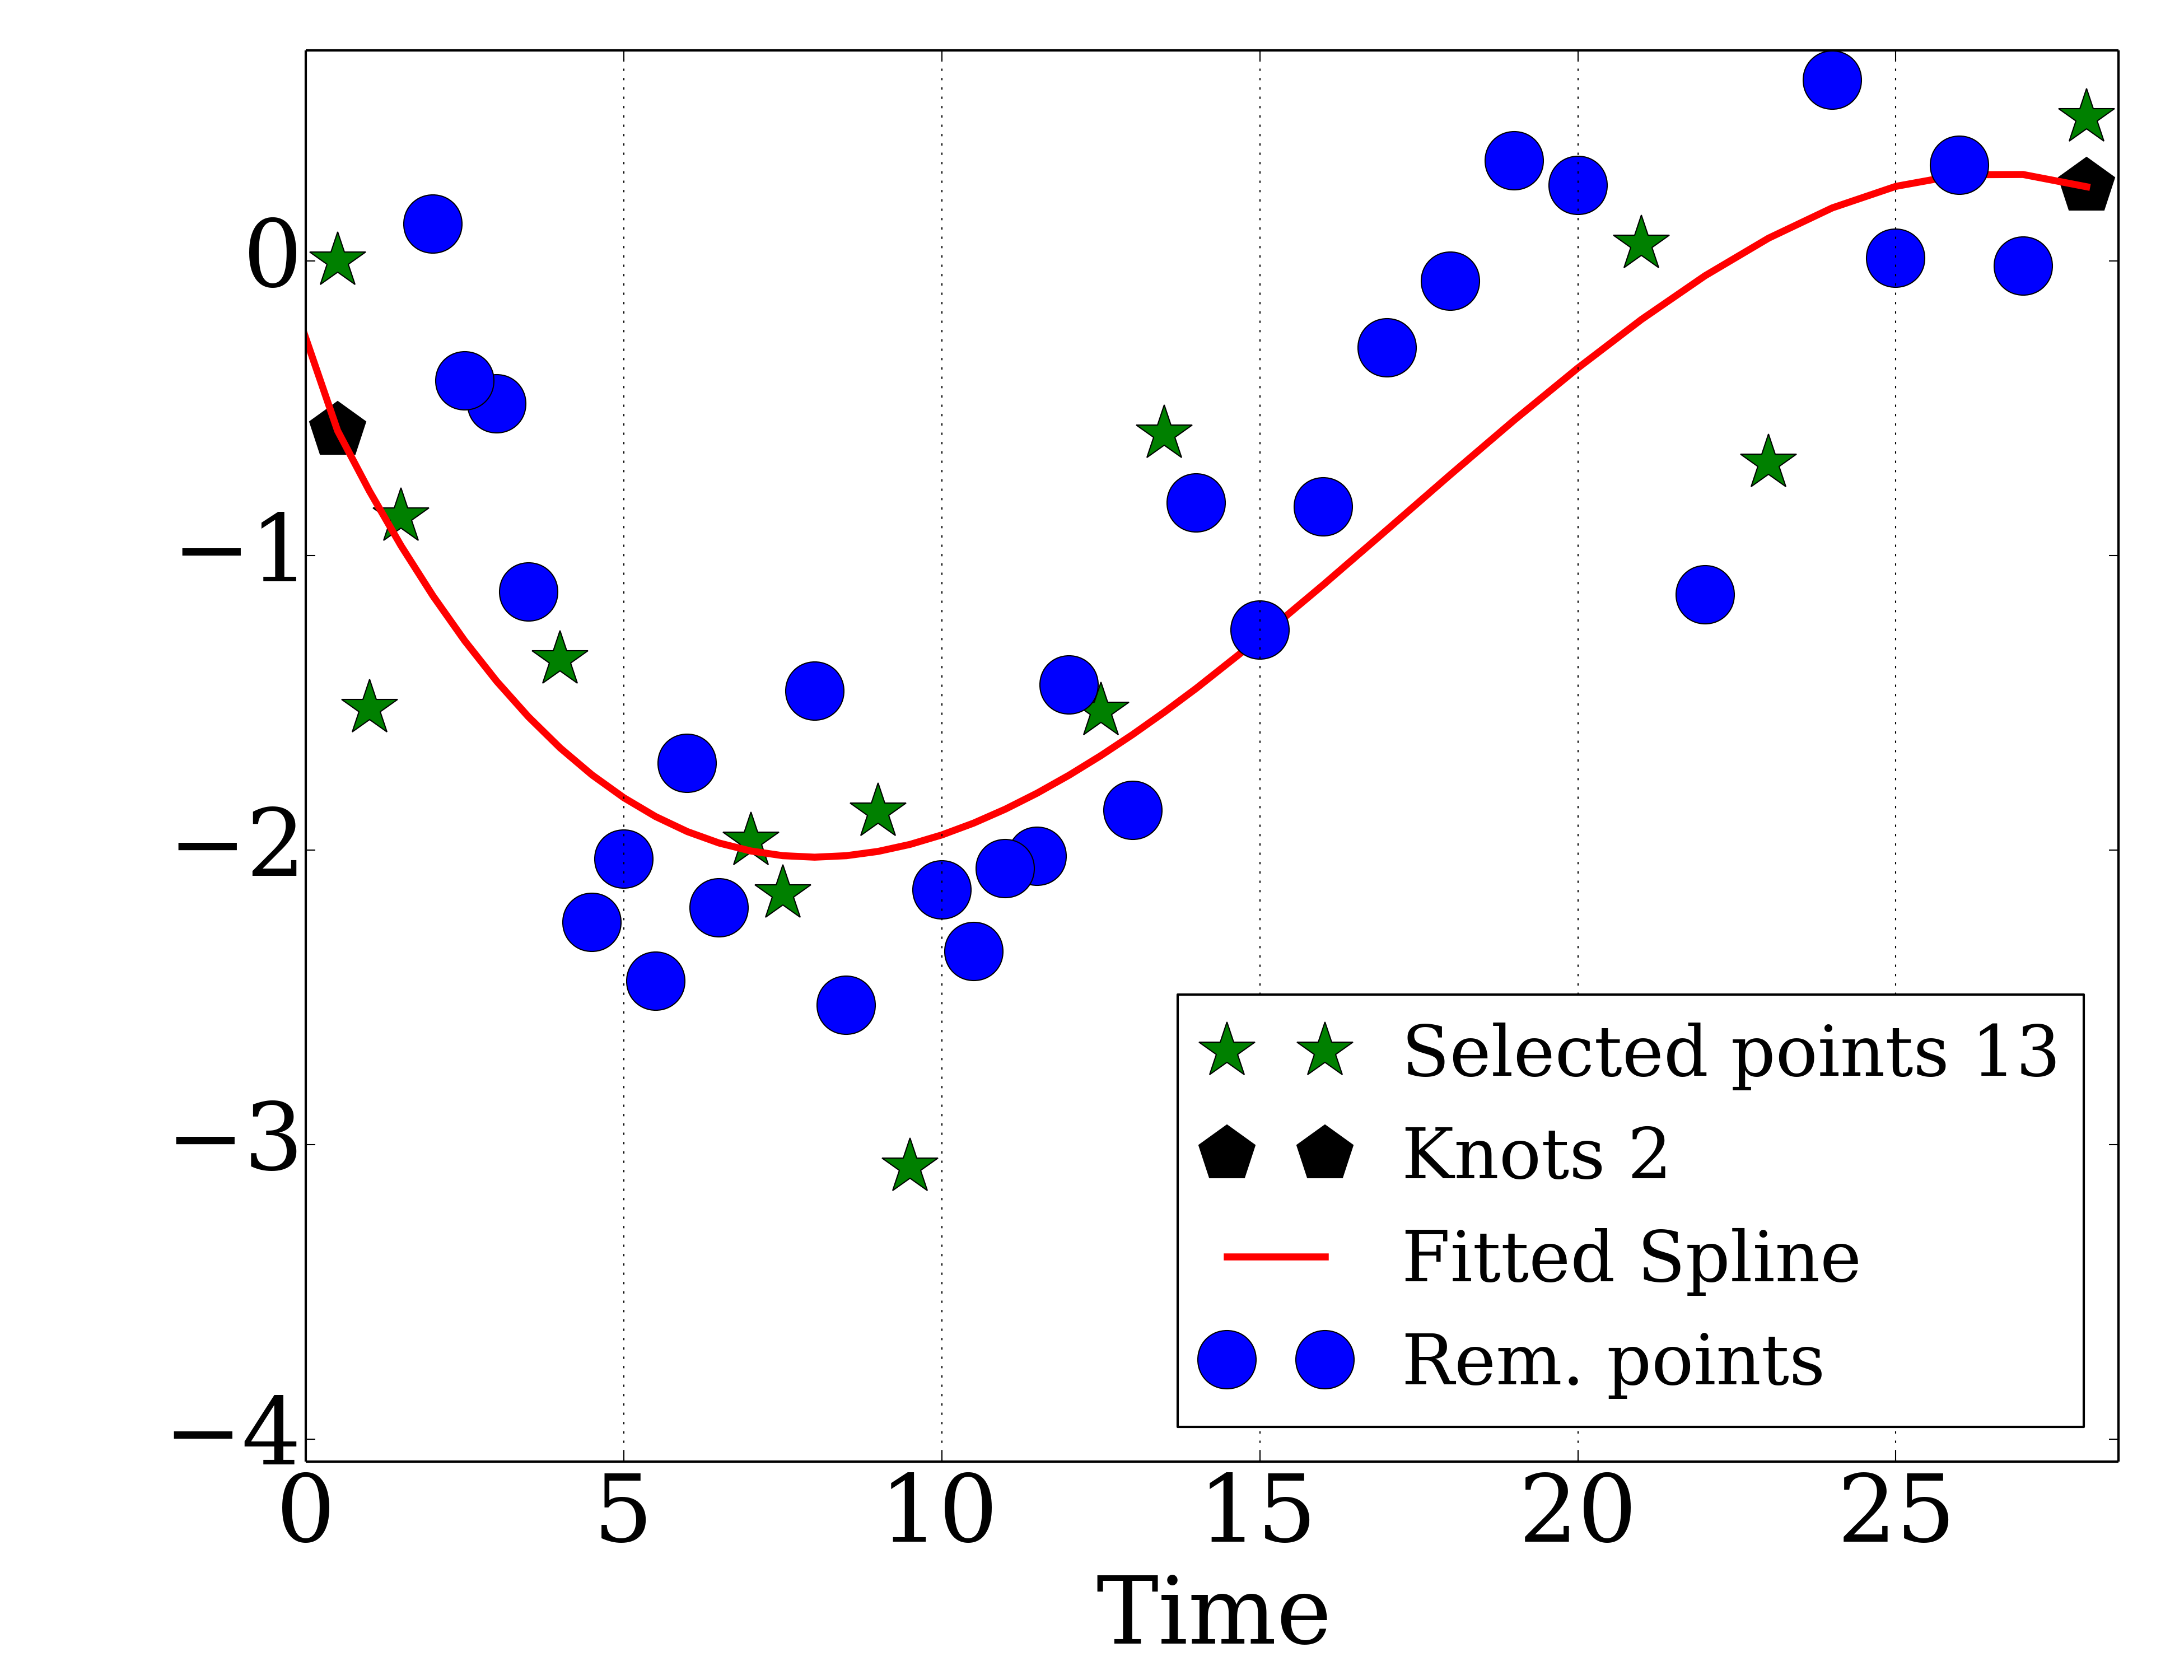 0
−1
−2
−3
−4
0 5 10 15 20 25
Time
Selected points 13
Knots 2
Fitted Spline
Rem. points